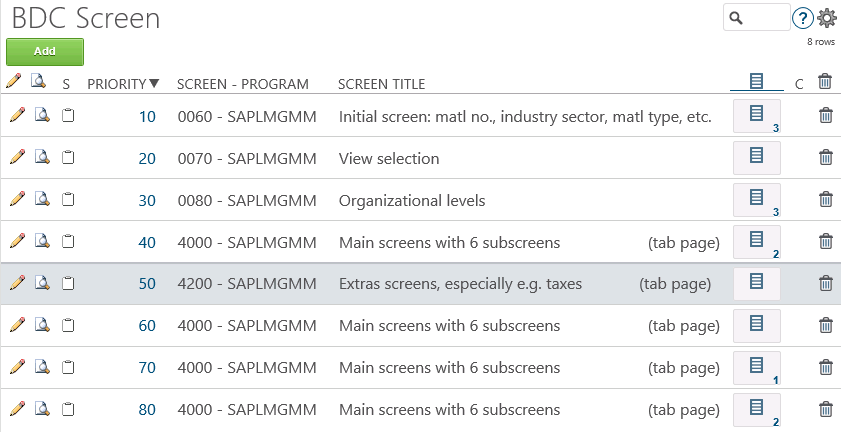 BDC Screen
?
8 rows
Add
S PRIORITY▼ SCREEN - PROGRAM SCREEN TITLE C
10 0060 - SAPLMGMM Initial screen: matl no., industry sector, matl type, etc. 3
20 0070 - SAPLMGMM View selection
30 0080 - SAPLMGMM Organizational levels 3
40 4000 - SAPLMGMM Main screens with 6 subscreens (tab page) 2
50 4200 - SAPLMGMM Extras screens, especially e.g. taxes (tab page)
60 4000 - SAPLMGMM Main screens with 6 subscreens (tab page)
70 4000 - SAPLMGMM Main screens with 6 subscreens (tab page) 1
80 4000 - SAPLMGMM Main screens with 6 subscreens (tab page) 2